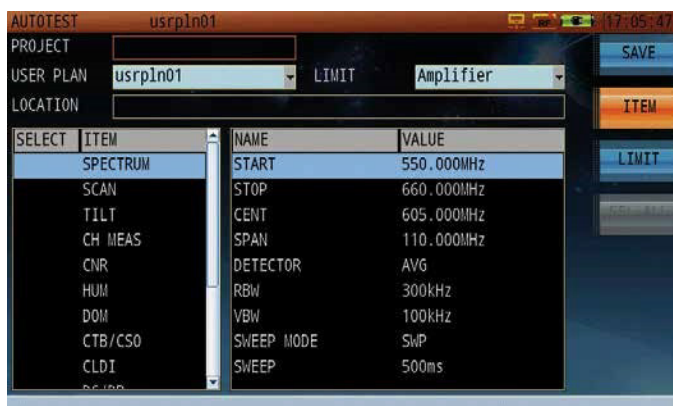 AUTOTEST usrpln01 17:05:47
PROJECT
SAVE
USER PLAN usrpln01 LIMIT Amplifier
LOCATION
ITEM
SELECT ITEM NAME VALUE
LIMIT
SPECTRUM START 550.000MHz
SCAN STOP 660.000MHz
TILT CENT 605.000MHz
CH MEAS SPAN 110.000MHz
CNR DETECTOR AVG
HUM RBW 300kHz
DOM VBW 100kHz
CTB/CSO SWEEP MODE SWP
CLDI SWEEP 500ms